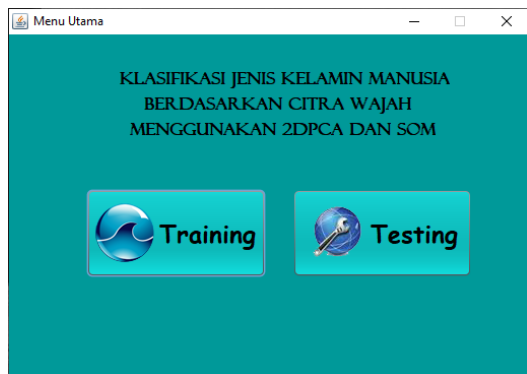 Menu Utama
KLASIFIKASI JENIS KELAMIN MANUSIA
BERDASARKAN CITRA WAJAH
MENGGUNAKAN 2DPCA DAN SOM
Training
Testing